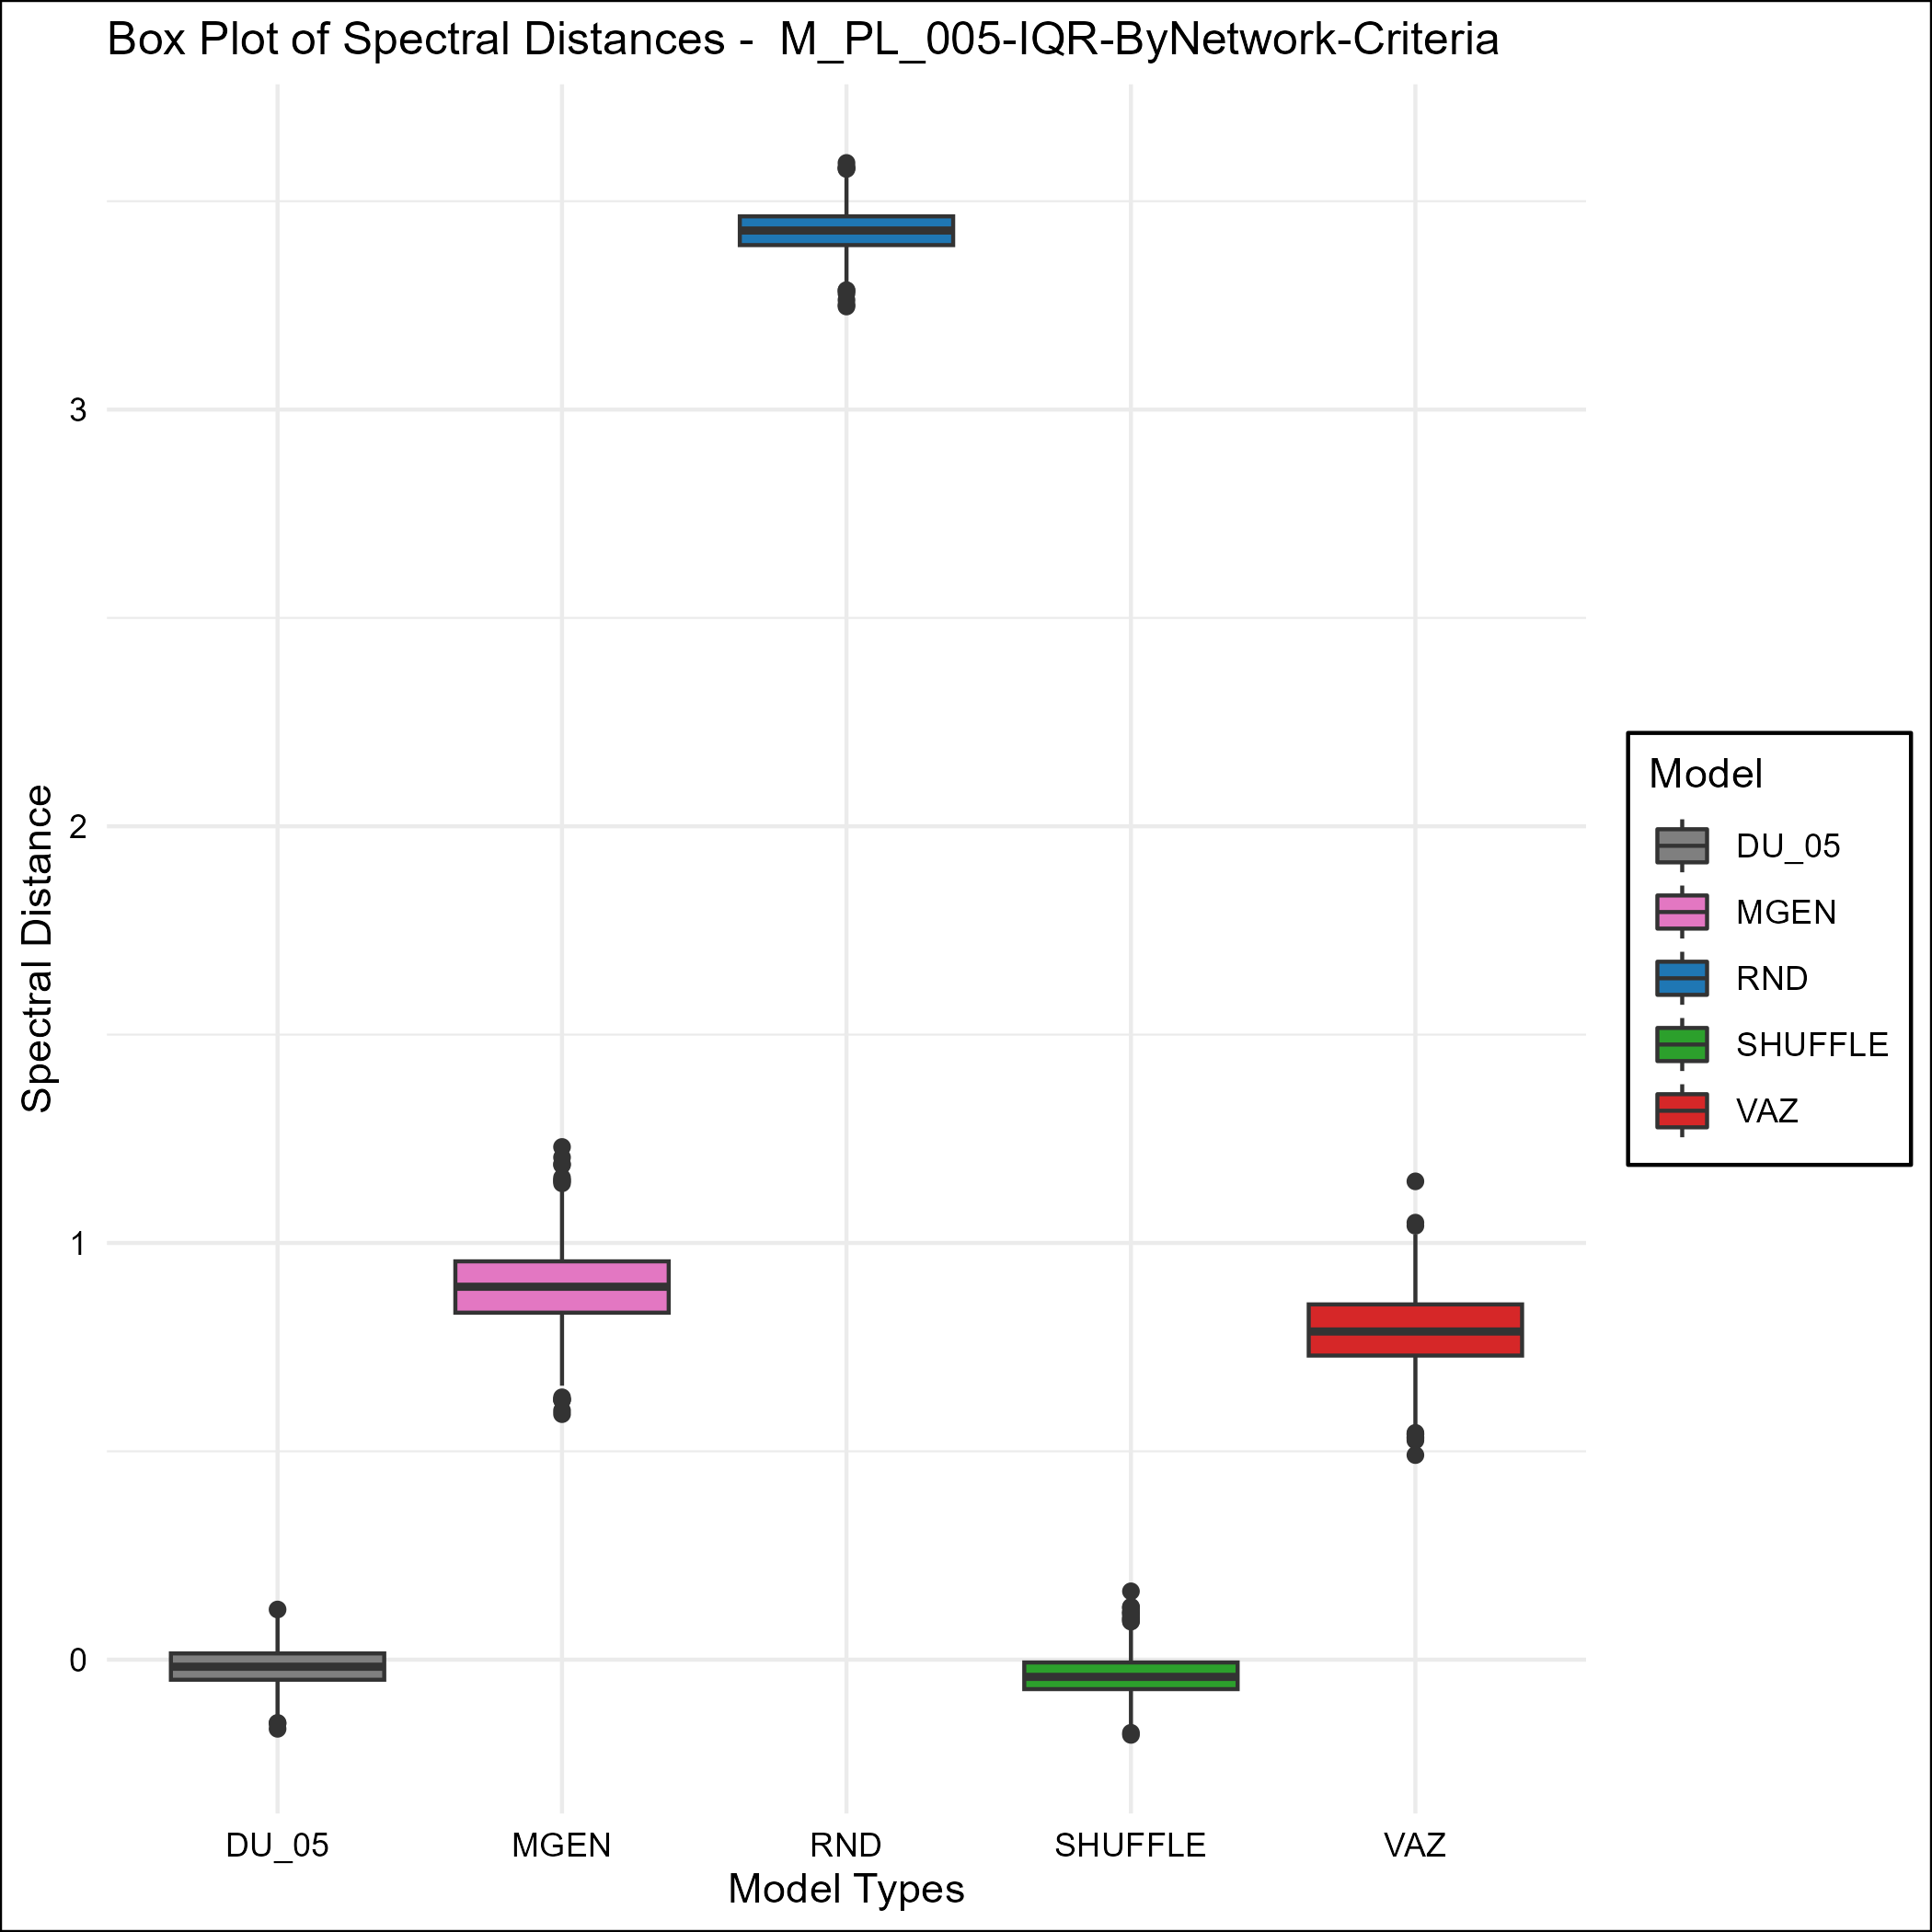 Box Plot of Spectral Distances -  M_PL_005-IQR-ByNetwork-Criteria
3
2
1
0
Spectral Distance
DU_05
MGEN
RND
SHUFFLE
VAZ
Model Types
Model
DU_05
MGEN
RND
SHUFFLE
VAZ